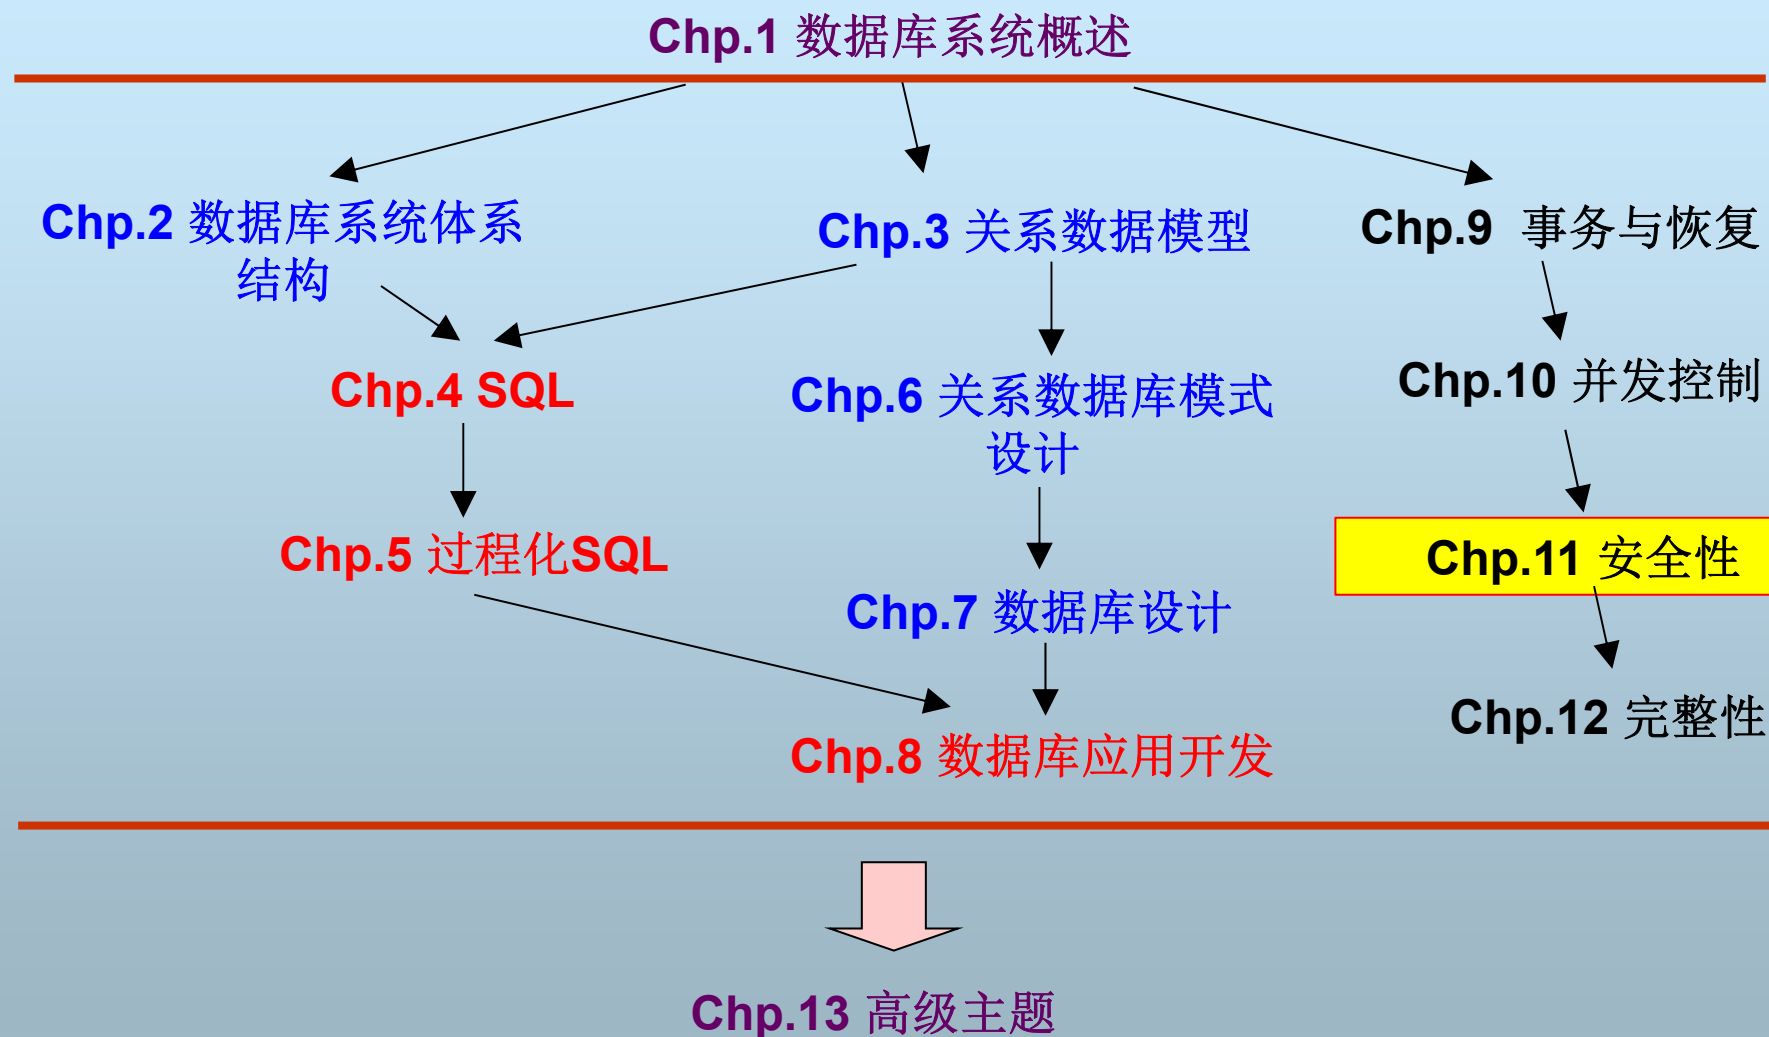 Chp.1 数据库系统概述
Chp.2 数据库系统体系
结构
Chp.3 关系数据模型
Chp.9 事务与恢复
Chp.4 SQL
Chp.6 关系数据库模式
设计
Chp.10 并发控制
Chp.5 过程化SQL
Chp.7 数据库设计
Chp.11 安全性
Chp.8 数据库应用开发
Chp.12 完整性
Chp.13 高级主题